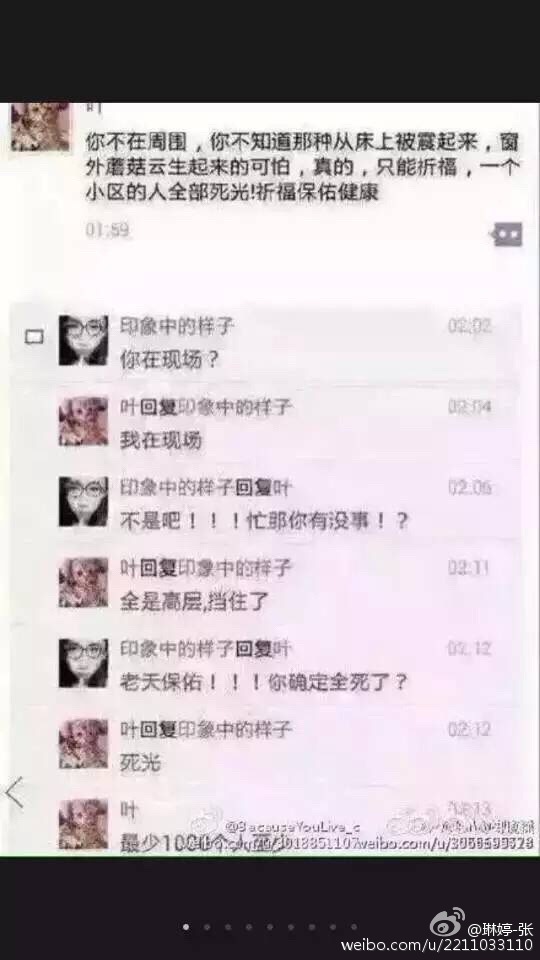 叶
你不在周围，你不知道那种从床上被震起来，窗
外蘑菇云生起来的可怕，真的，只能祈福，一个
小区的人全部死光!祈福保佑健康
01:59
印象中的样子 02:02
你在现场？
叶回复印象中的样子 02:04
我在现场
印象中的样子回复叶 02:06
不是吧！！！忙那你有没事！？
叶回复印象中的样子 02:11
全是高层,挡住了
印象中的样子回复叶 02:12
老天保佑！！！你确定全死了？
叶回复印象中的样子 02:12
死光
叶 02:13
最少1000个人至少
@BecauseYouLive_c
@琳婷-张
weibo.com/u/2211033110